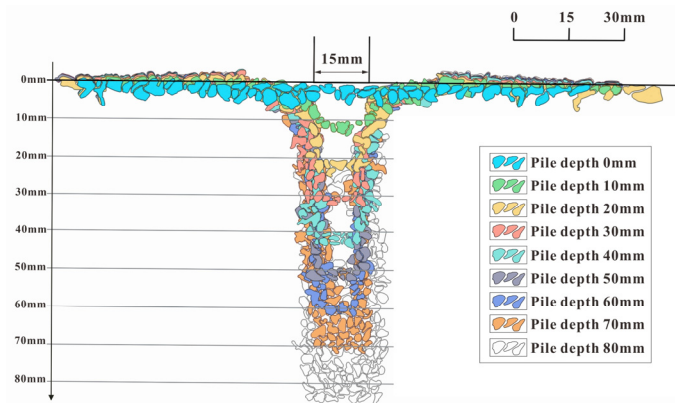 0 15 30mm
15mm
0mm
10mm
20mm
30mm
40mm
50mm
60mm
70mm
80mm
Pile depth 0mm
Pile depth 10mm
Pile depth 20mm
Pile depth 30mm
Pile depth 40mm
Pile depth 50mm
Pile depth 60mm
Pile depth 70mm
Pile depth 80mm